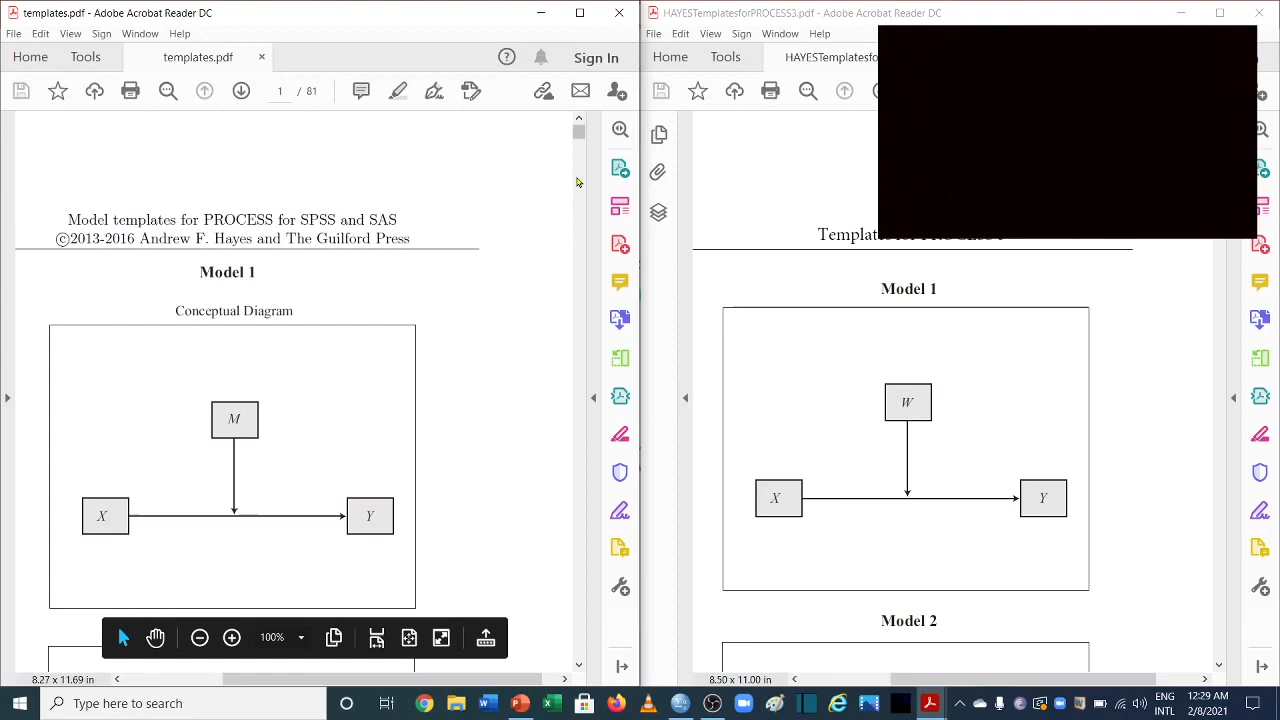 templates.pdf - Adobe Acrobat Reader DC
File Edit View Sign Window Help
Home Tools templates.pdf × Sign In
1 / 81
Model templates for PROCESS for SPSS and SAS
©2013-2016 Andrew F. Hayes and The Guilford Press
Model 1
Conceptual Diagram
M
X
Y
100%
8.27 x 11.69 in
HAYESTemplatesforPROCESS3.pdf - Adobe Acrobat Reader DC
File Edit View Sign Window Help
Home Tools HAYESTemplatesfo
Model 1
W
X
Y
Model 2
8.50 x 11.00 in
Type here to search
ENG
INTL
12:29 AM
2/8/2021